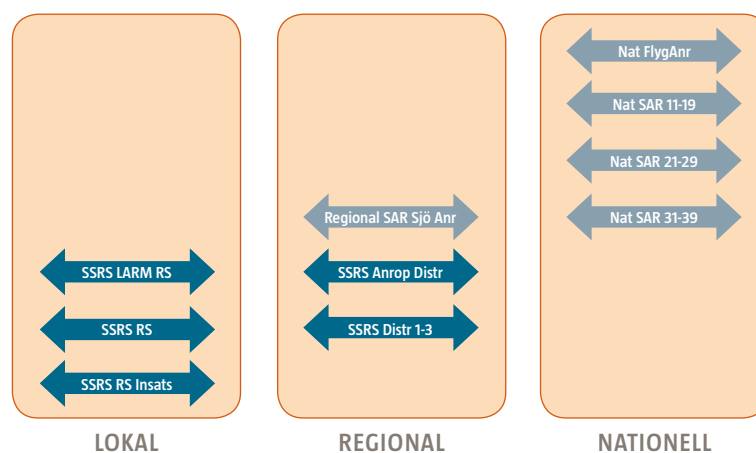 SSRS LARM RS
SSRS RS
SSRS RS Insats
LOKAL
Regional SAR Sjö Anr
SSRS Anrop Distr
SSRS Distr 1-3
REGIONAL
Nat FlygAnr
Nat SAR 11-19
Nat SAR 21-29
Nat SAR 31-39
NATIONELL